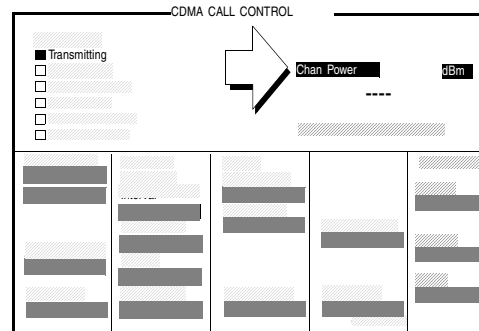 CDMA CALL CONTROL
Transmitting
Chan Power
dBm
----